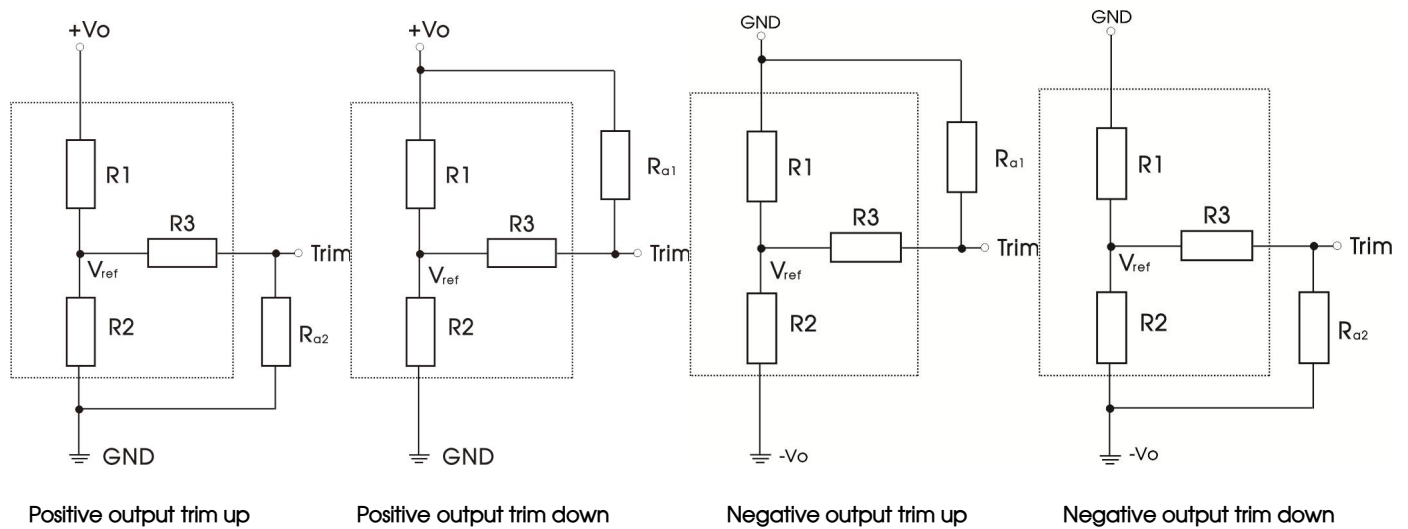 +Vo
R1
R3
Trim
Vref
R2
Ra2
GND
Positive output trim up
+Vo
R1
Ra1
R3
Trim
Vref
R2
GND
Positive output trim down
GND
R1
Ra1
R3
Trim
Vref
R2
-Vo
Negative output trim up
GND
R1
R3
Trim
Vref
R2
Ra2
-Vo
Negative output trim down